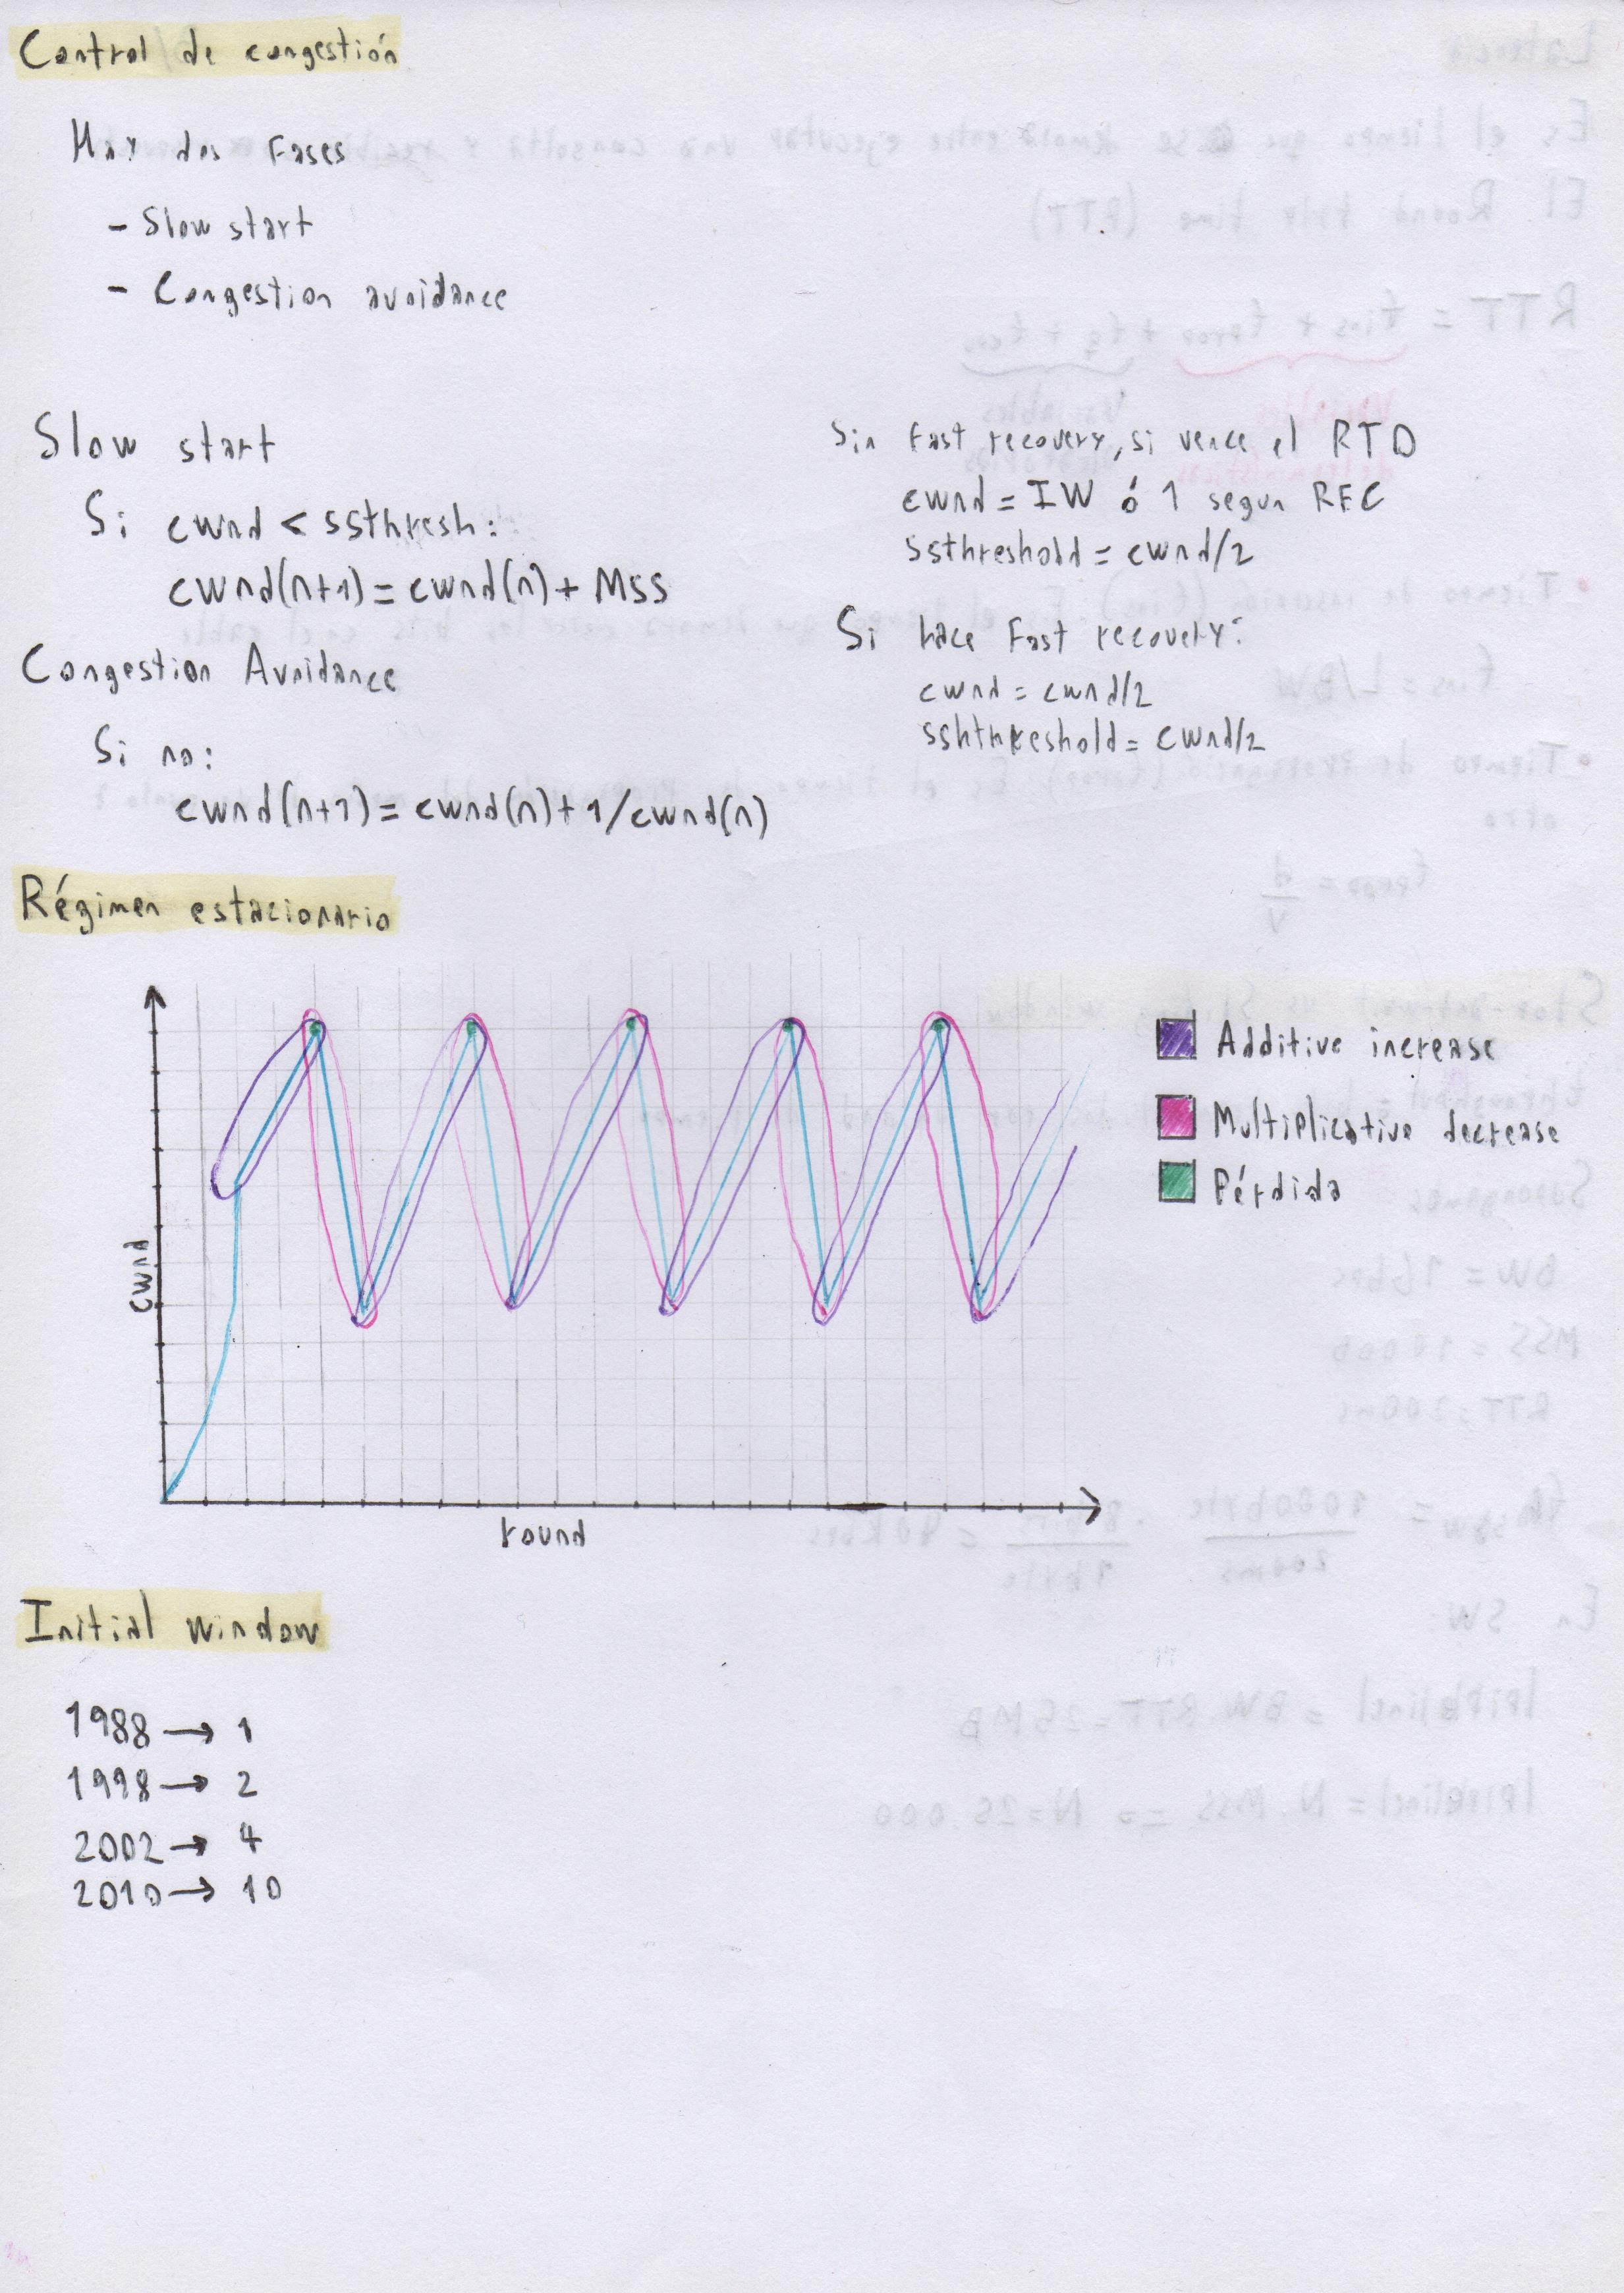 Control de congestión
Hay dos Fases
- Slow start
- Congestion avoidance
Slow start
Si cwnd < ssthresh:
cwnd(n+1) = cwnd(n) + MSS
Congestion Avoidance
Si no:
cwnd(n+1) = cwnd(n) + 1/cwnd(n)
Sin Fast recovery, si vence el RTO
cwnd = IW ó 1 segun RFC
ssthreshold = cwnd/2
Si hace Fast recovery:
cwnd = cwnd/2
sshthreshold = cwnd/2
Régimen estacionario
cwnd
round
Additive increase
Multiplicative decrease
Pérdida
Initial window
1988 → 1
1998 → 2
2002 → 4
2010 → 10